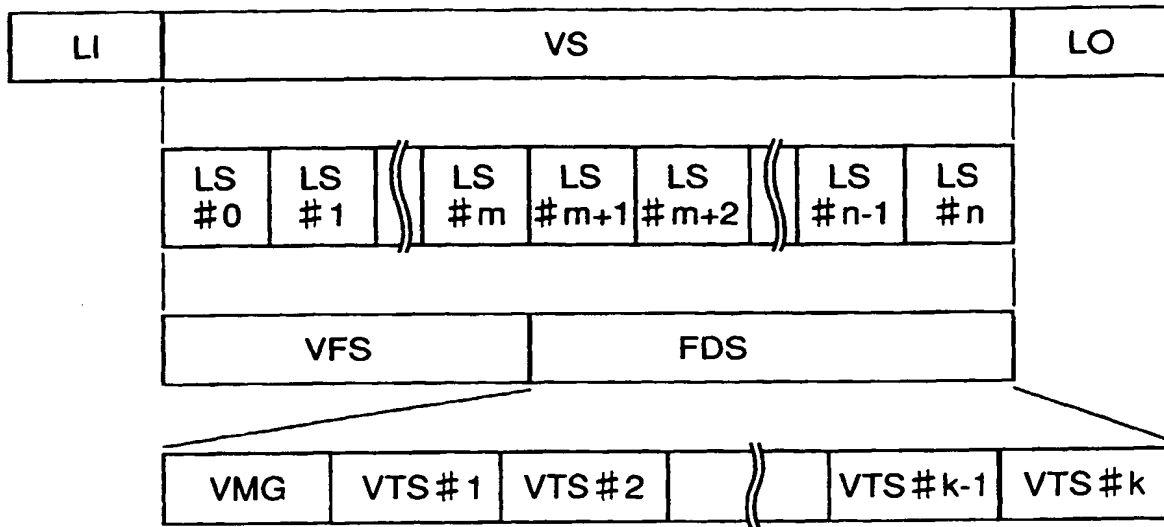 LI VS LO
LS LS LS LS LS LS LS
#0 #1 #m #m+1 #m+2 #n-1 #n
VFS FDS
VMG VTS#1 VTS#2 VTS#k-1 VTS#k